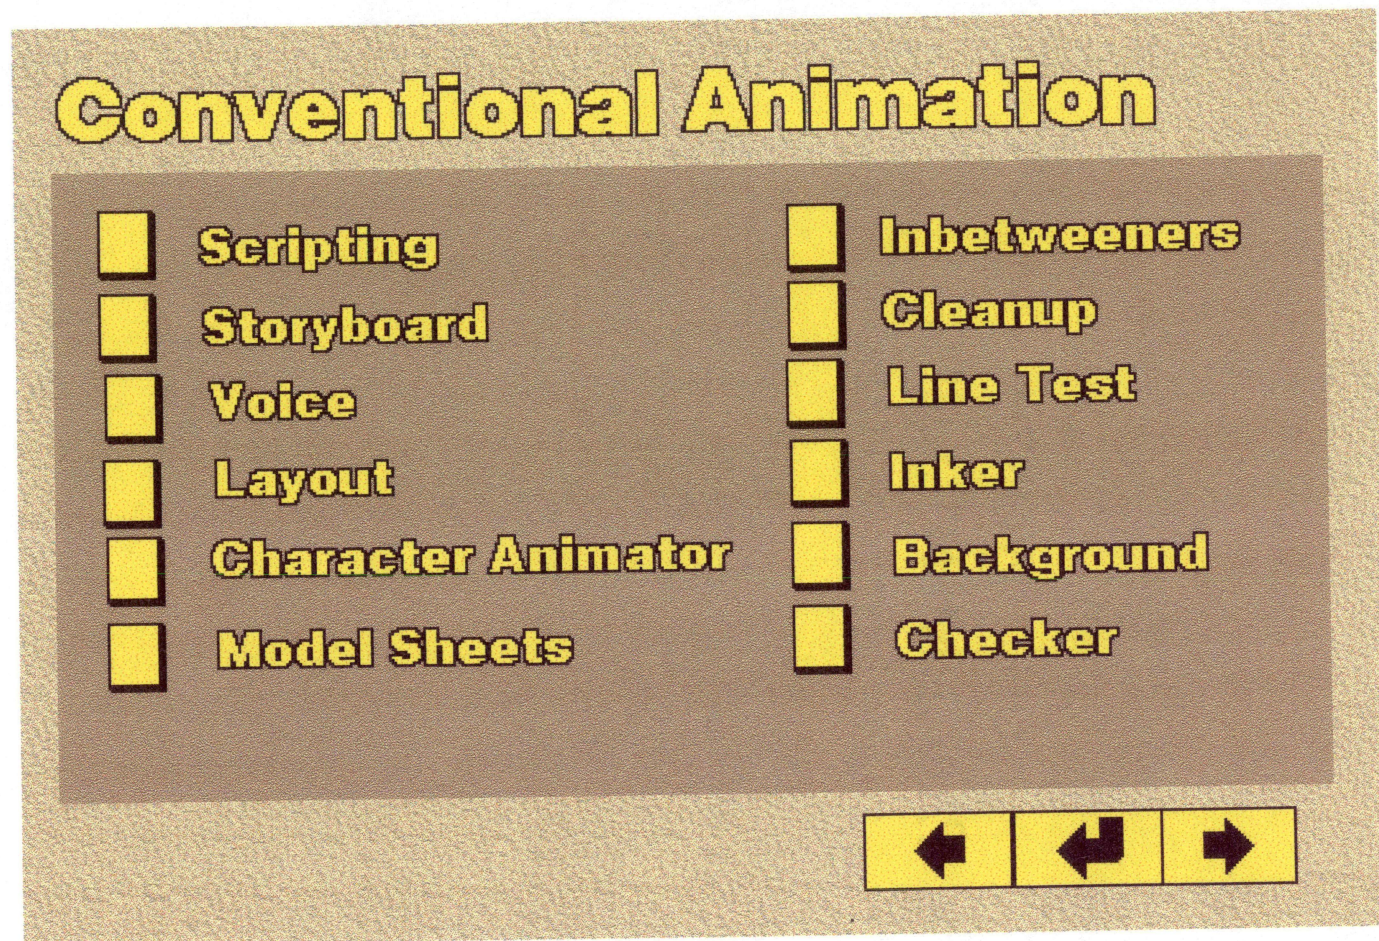 Conventional Animation
Scripting
Storyboard
Voice
Layout
Character Animator
Model Sheets
Inbetweeners
Cleanup
Line Test
Inker
Background
Checker